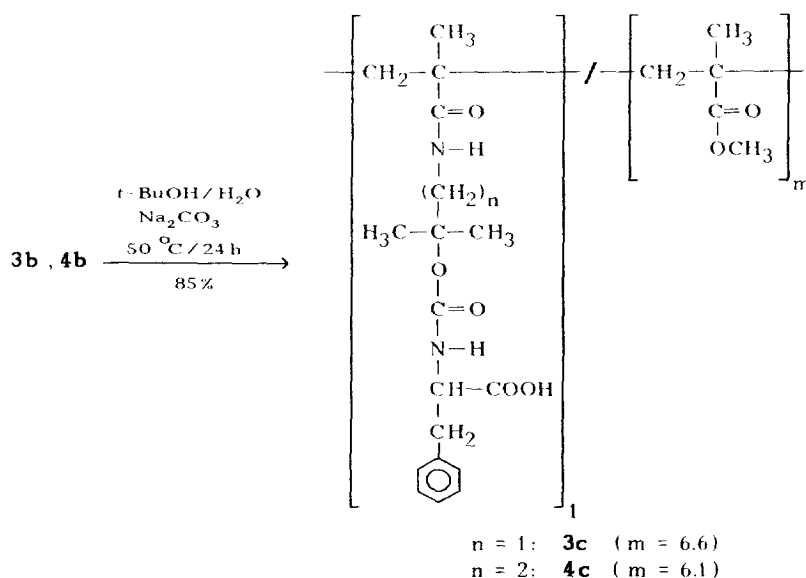 3b , 4b
t-BuOH/H₂O
Na₂CO₃
50 °C/24 h
85%
CH₃
CH₂—C
C=O
N—H
(CH₂)n
H₃C—C—CH₃
O
C=O
N—H
CH—COOH
CH₂
1
/
CH₃
CH₂—C
C=O
OCH₃
m
n = 1: 3c (m = 6.6)
n = 2: 4c (m = 6.1)